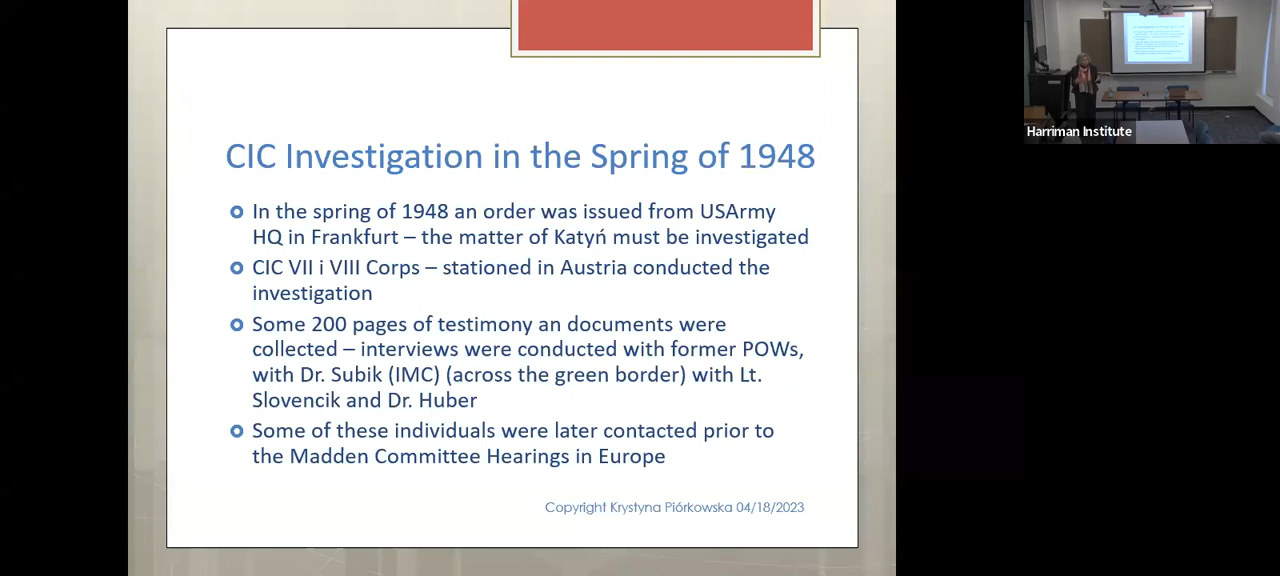 CIC Investigation in the Spring of 1948
In the spring of 1948 an order was issued from USArmy
HQ in Frankfurt – the matter of Katyń must be investigated
CIC VII i VIII Corps – stationed in Austria conducted the
investigation
Some 200 pages of testimony an documents were
collected – interviews were conducted with former POWs,
with Dr. Subik (IMC) (across the green border) with Lt.
Slovencik and Dr. Huber
Some of these individuals were later contacted prior to
the Madden Committee Hearings in Europe
Copyright Krystyna Piórkowska 04/18/2023
Harriman Institute